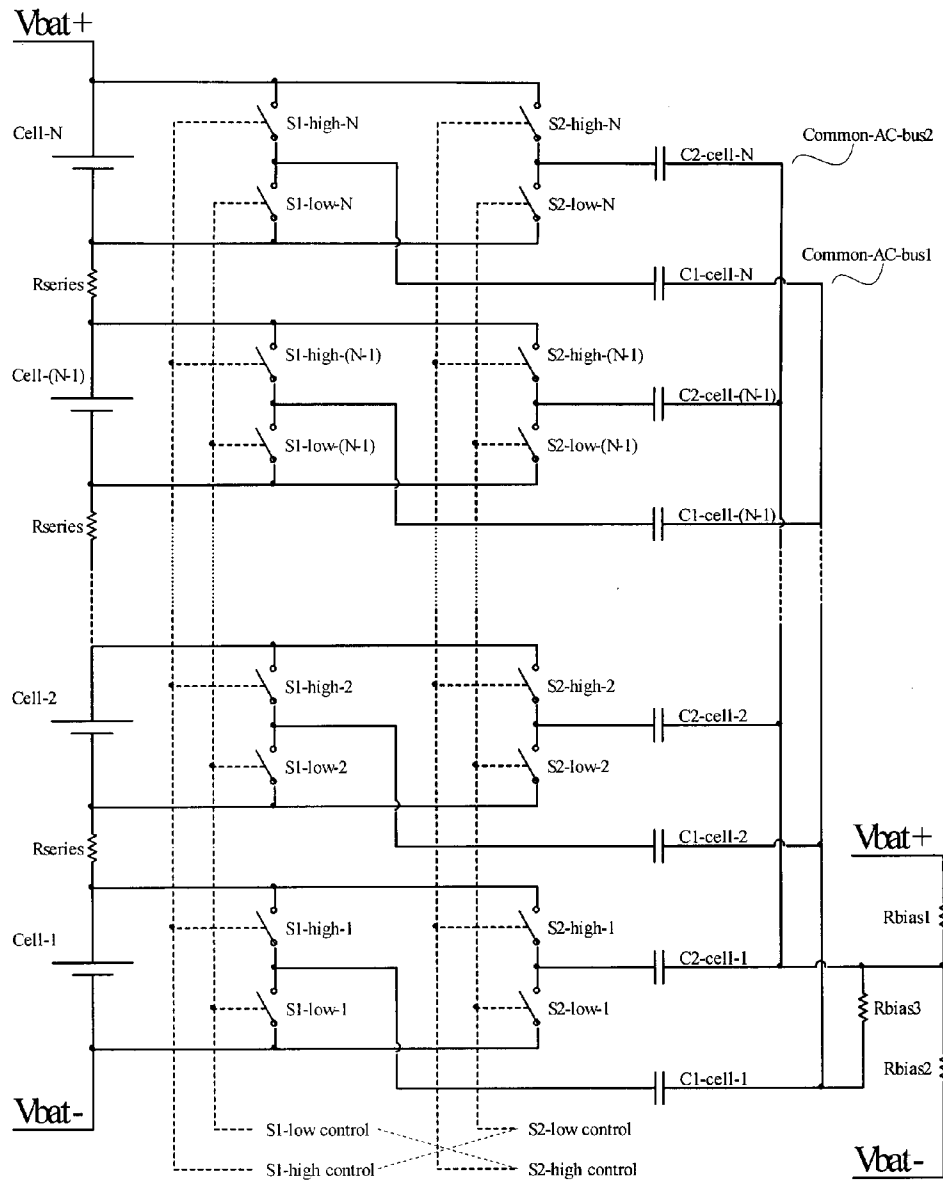 Vbat+
Cell-N
S1-high-N
S2-high-N
C2-cell-N
Common-AC-bus2
S1-low-N
S2-low-N
Common-AC-bus1
C1-cell-N
Rseries
S1-high-(N-1)
S2-high-(N-1)
Cell-(N-1)
C2-cell-(N-1)
S1-low-(N-1)
S2-low-(N-1)
Rseries
C1-cell-(N-1)
S1-high-2
S2-high-2
Cell-2
C2-cell-2
S1-low-2
S2-low-2
Rseries
C1-cell-2
Vbat+
Rbias1
S1-high-1
S2-high-1
Cell-1
C2-cell-1
S1-low-1
S2-low-1
Rbias3
Rbias2
C1-cell-1
Vbat-
S1-low control
S2-low control
S1-high control
S2-high control
Vbat-